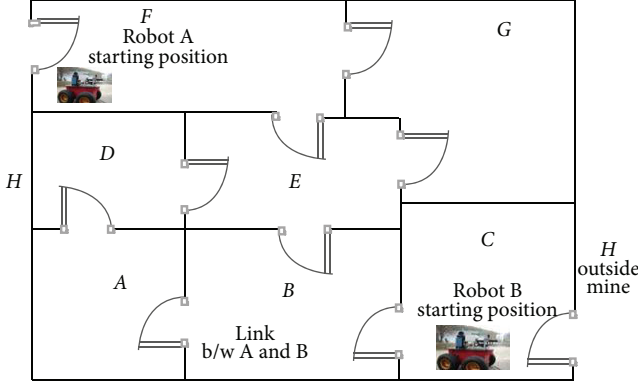 F
Robot A
starting position
G
D
H
E
C
H
outside
mine
A
B
Robot B
starting position
Link
b/w A and B